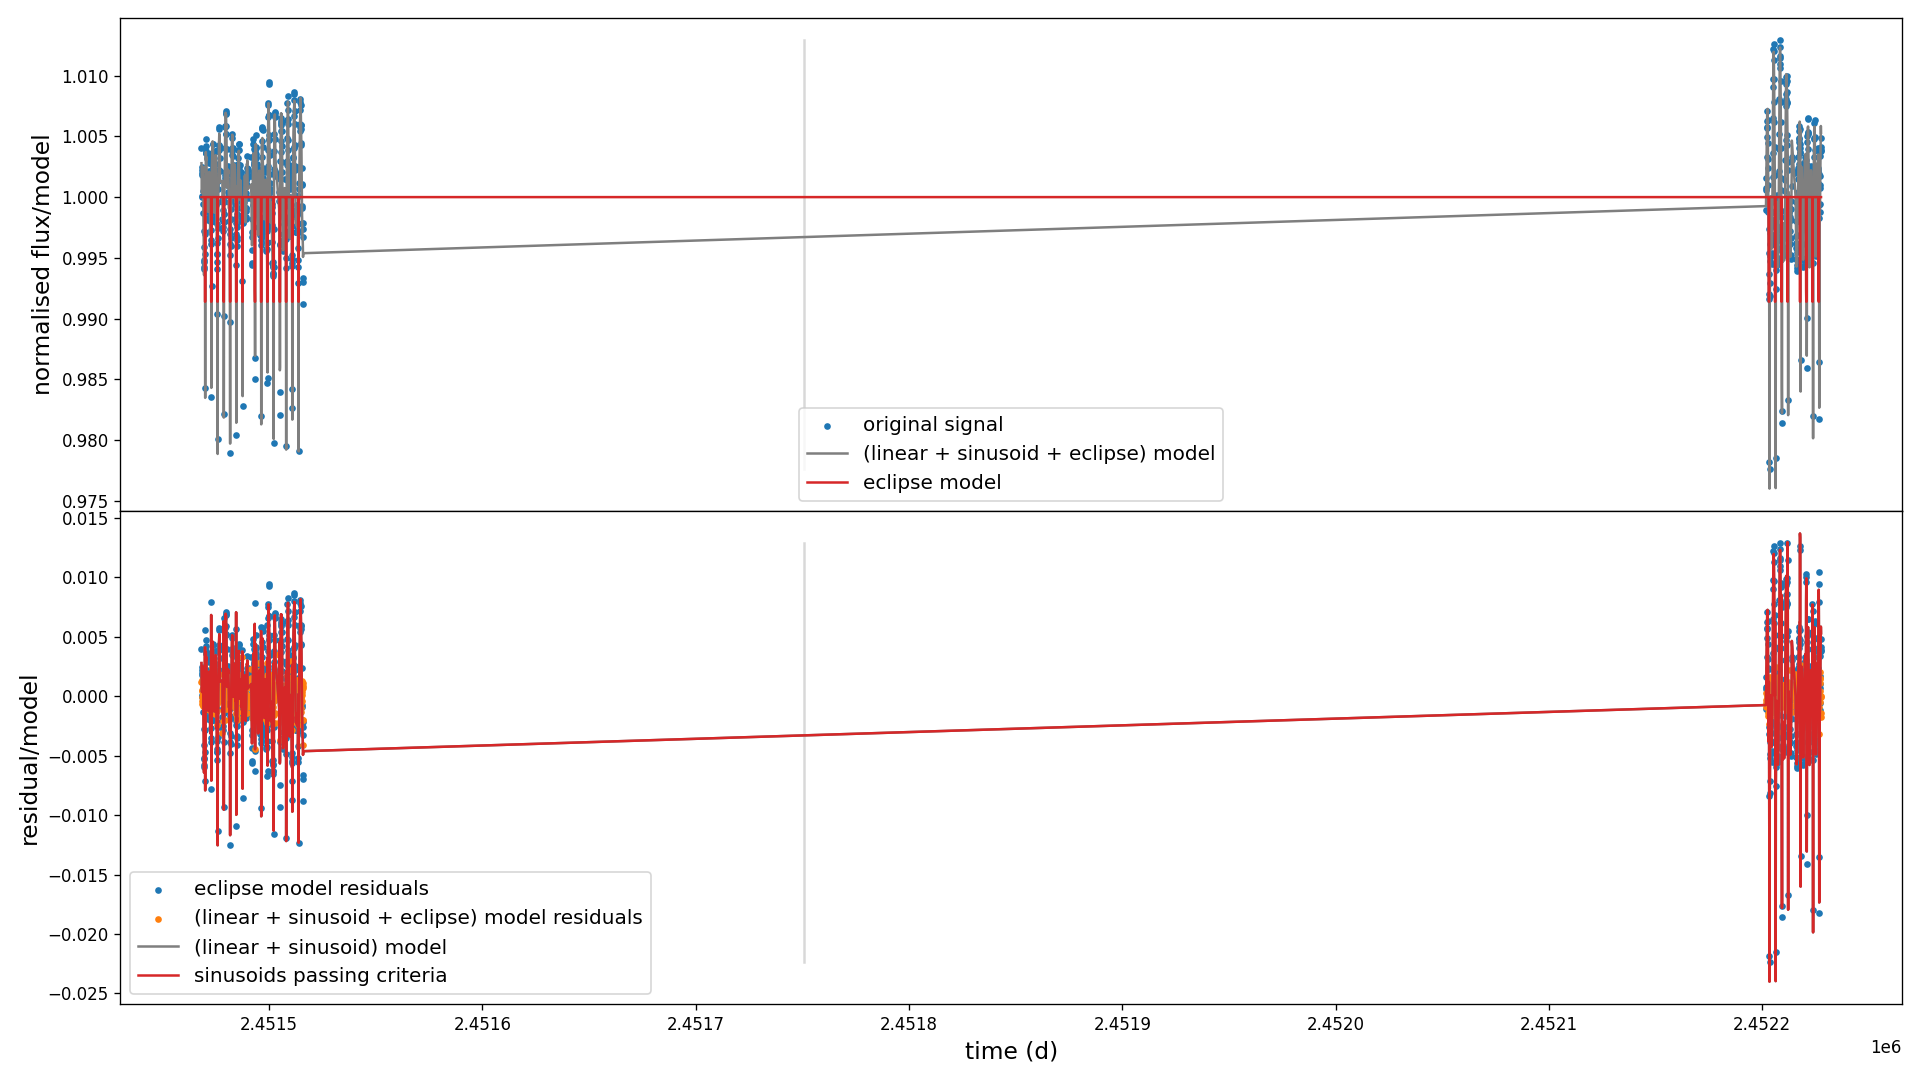 1.010
1.005
1.000
0.995
0.990
0.985
0.980
0.975
normalised flux/model
original signal
(linear + sinusoid + eclipse) model
eclipse model
0.015
0.010
0.005
0.000
−0.005
−0.010
−0.015
−0.020
−0.025
residual/model
eclipse model residuals
(linear + sinusoid + eclipse) model residuals
(linear + sinusoid) model
sinusoids passing criteria
2.4515 2.4516 2.4517 2.4518 2.4519 2.4520 2.4521 2.4522
1e6
time (d)